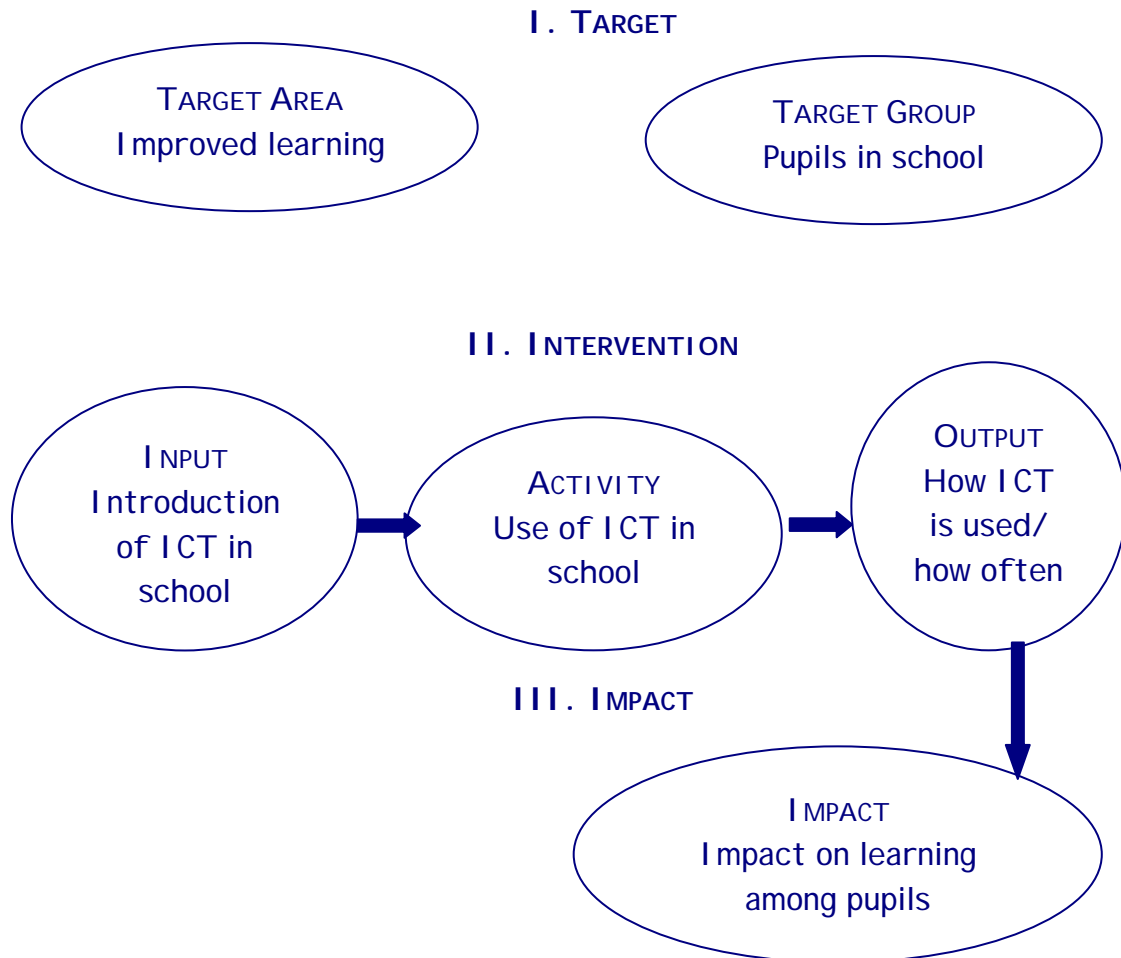 I. TARGET
TARGET AREA
Improved learning
TARGET GROUP
Pupils in school
II. INTERVENTION
INPUT
Introduction
of ICT in
school
ACTIVITY
Use of ICT in
school
OUTPUT
How ICT
is used/
how often
III. IMPACT
IMPACT
Impact on learning
among pupils